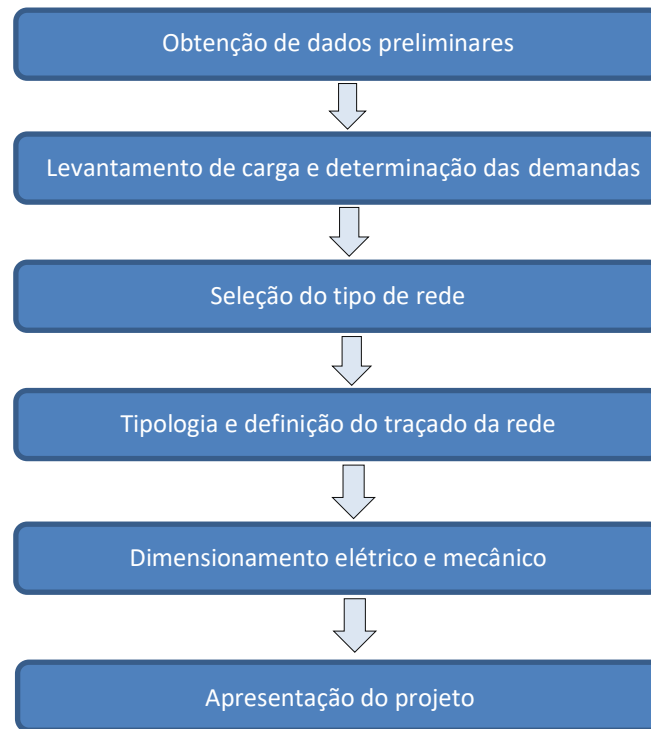 Obtenção de dados preliminares
Levantamento de carga e determinação das demandas
Seleção do tipo de rede
Tipologia e definição do traçado da rede
Dimensionamento elétrico e mecânico
Apresentação do projeto